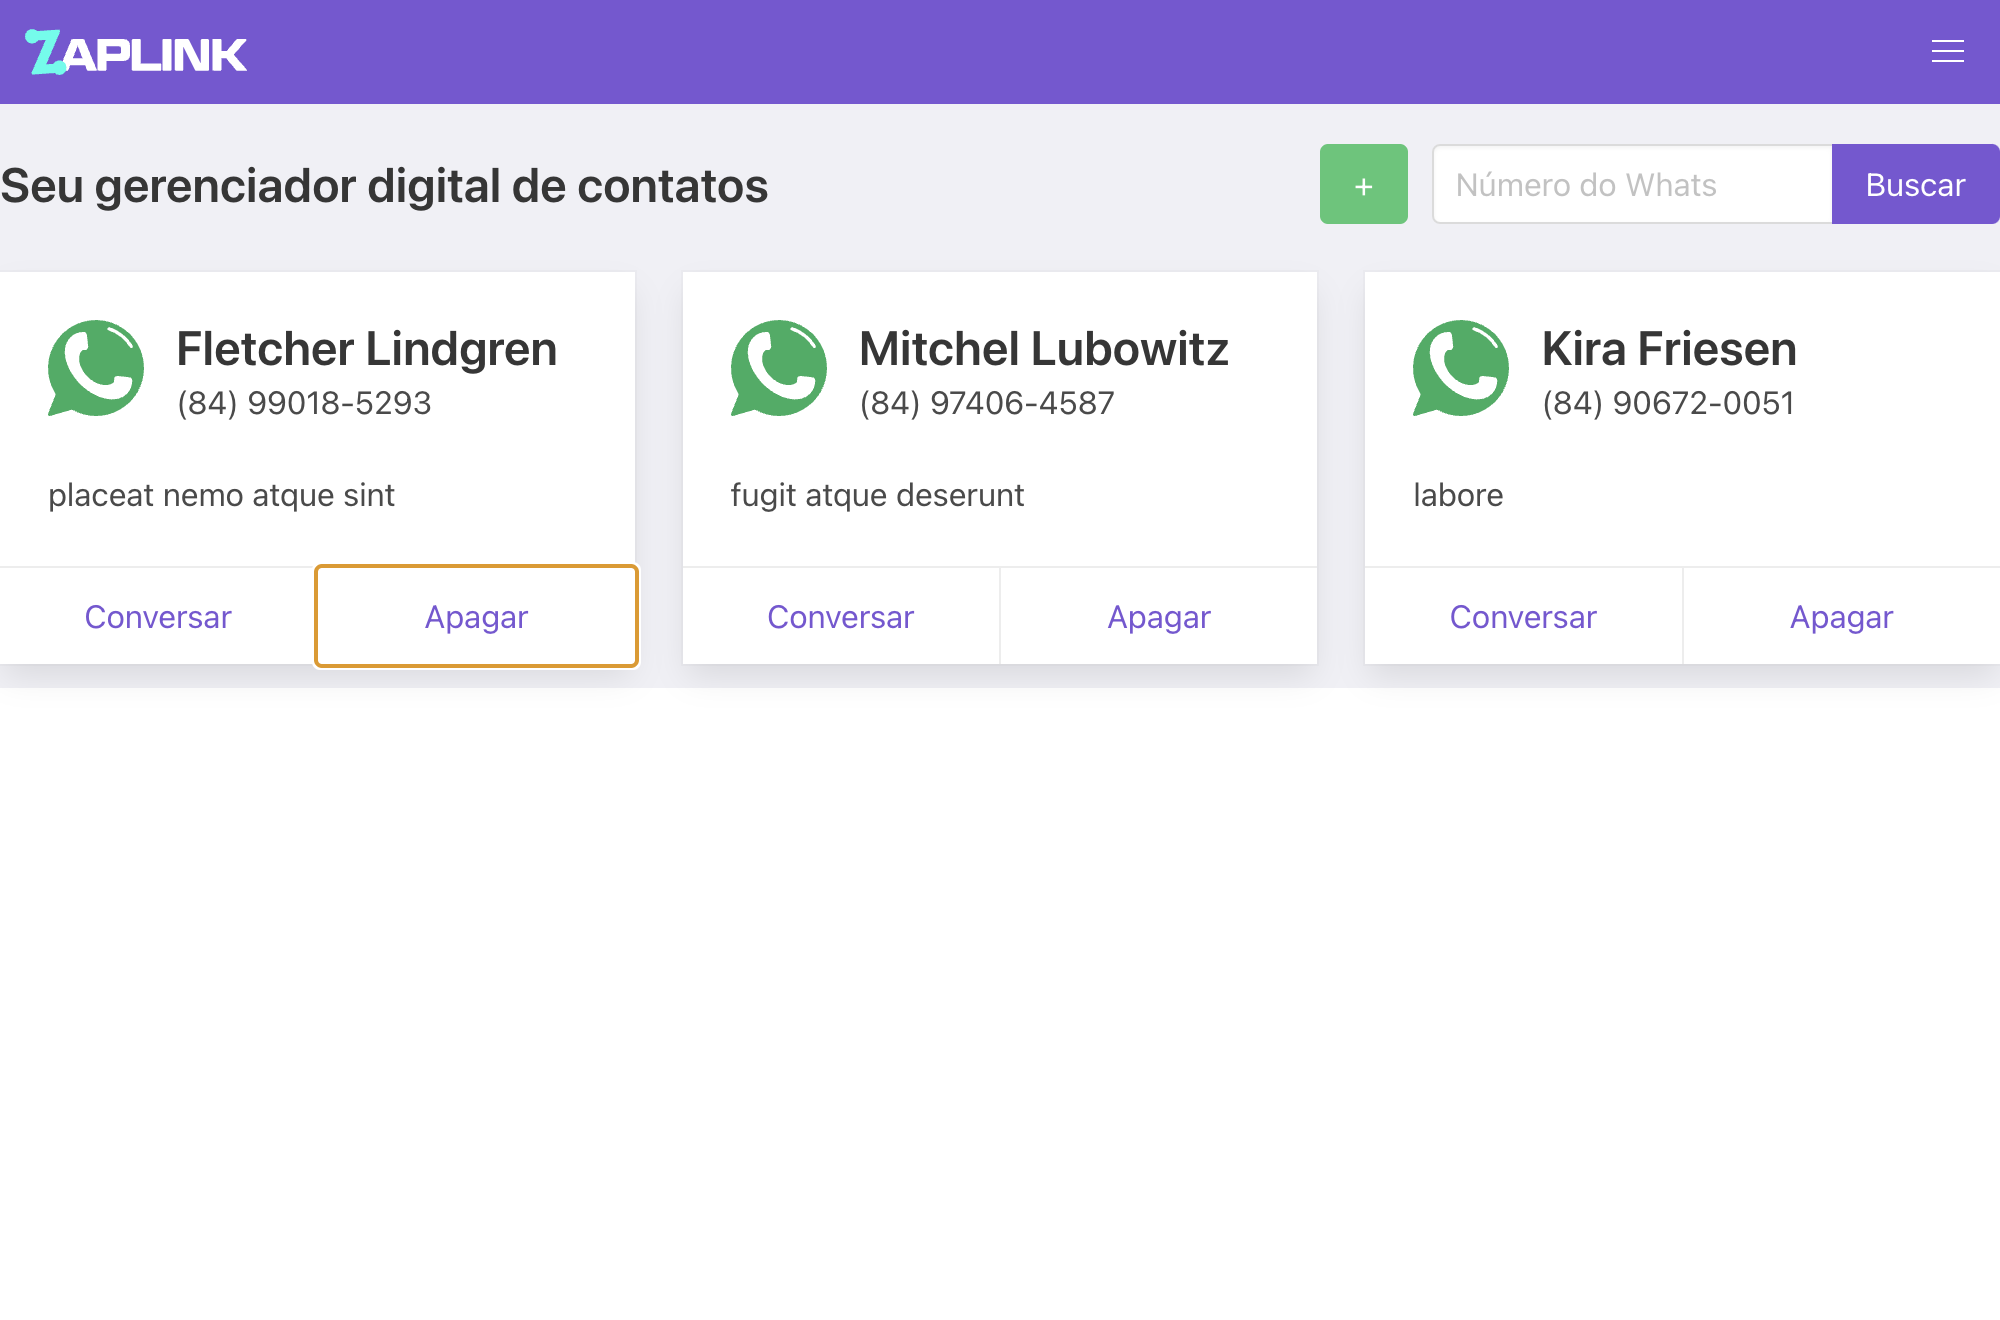 ZAPLINK
Seu gerenciador digital de contatos
+
Número do Whats
Buscar
Fletcher Lindgren
(84) 99018-5293
placeat nemo atque sint
Conversar
Apagar
Mitchel Lubowitz
(84) 97406-4587
fugit atque deserunt
Conversar
Apagar
Kira Friesen
(84) 90672-0051
labore
Conversar
Apagar